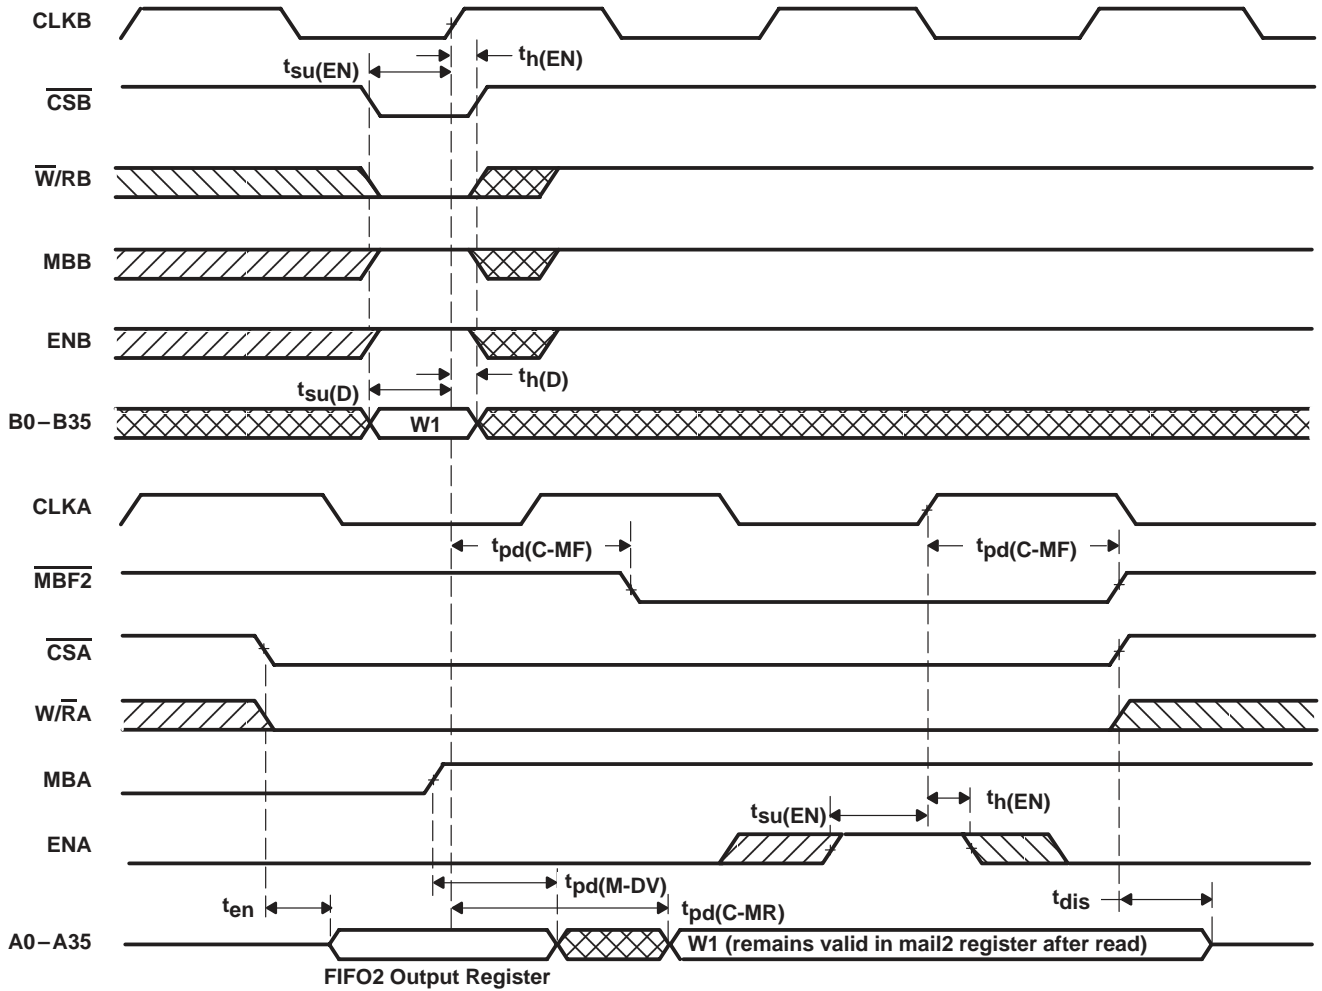 CLKB
tsu(EN)
th(EN)
CSB
W/RB
MBB
ENB
tsu(D)
th(D)
B0–B35
W1
CLKA
tpd(C-MF)
tpd(C-MF)
MBF2
CSA
W/RA
MBA
tsu(EN)
th(EN)
ENA
ten
tpd(M-DV)
tpd(C-MR)
tdis
A0–A35
W1 (remains valid in mail2 register after read)
FIFO2 Output Register